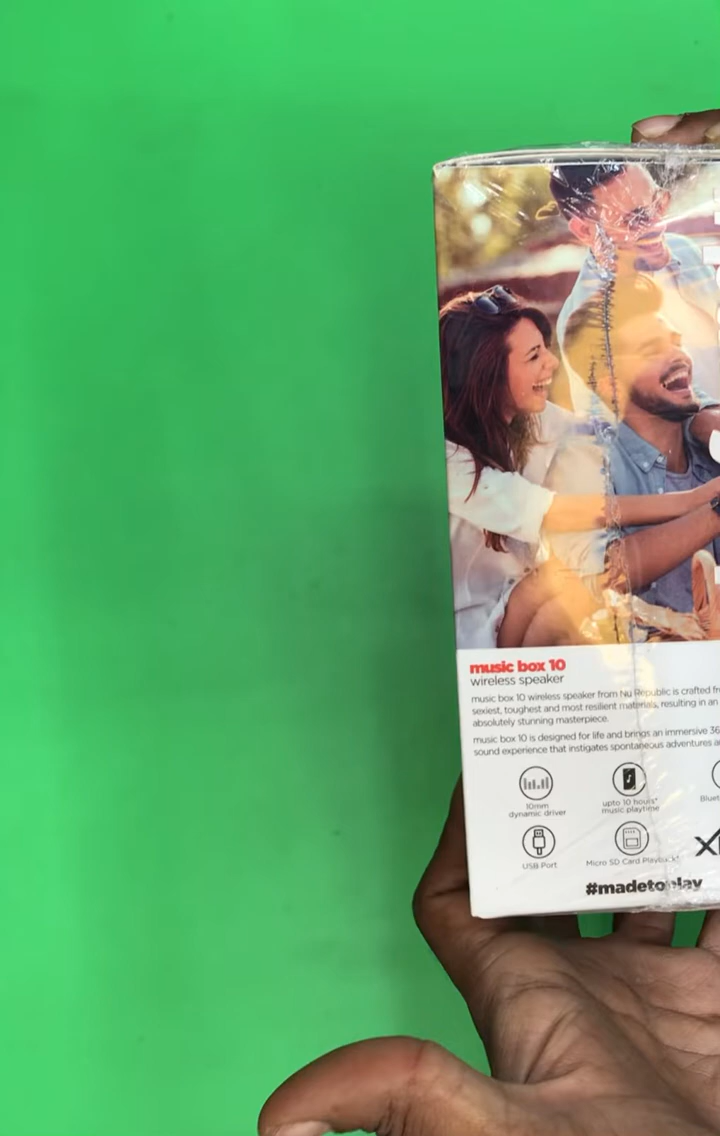 music box 10
wireless speaker
music box 10 wireless speaker from Nu Republic is crafted
sexiest, toughest and most resilient materials, resulting in an
absolutely stunning masterpiece.
music box 10 is designed for life and brings an immersive
sound experience that instigates spontaneous adventures
10mm
dynamic driver
upto 10 hours*
music playtime
USB Port
Micro SD Card Playback*
#madetoplay